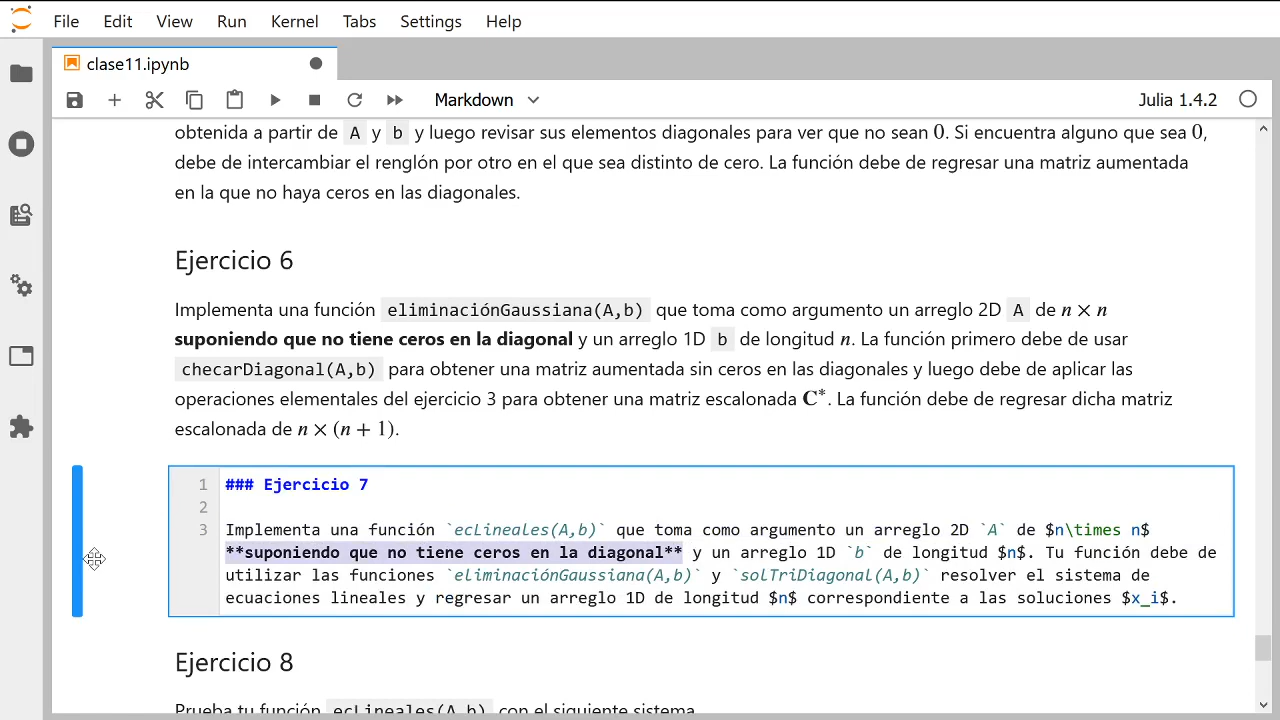 File Edit View Run Kernel Tabs Settings Help
clase11.ipynb
Markdown
Julia 1.4.2
obtenida a partir de A y b y luego revisar sus elementos diagonales para ver que no sean 0. Si encuentra alguno que sea 0,
debe de intercambiar el renglón por otro en el que sea distinto de cero. La función debe de regresar una matriz aumentada
en la que no haya ceros en las diagonales.
Ejercicio 6
Implementa una función eliminaciónGaussiana(A,b) que toma como argumento un arreglo 2D A de n × n
suponiendo que no tiene ceros en la diagonal y un arreglo 1D b de longitud n. La función primero debe de usar
checarDiagonal(A,b) para obtener una matriz aumentada sin ceros en las diagonales y luego debe de aplicar las
operaciones elementales del ejercicio 3 para obtener una matriz escalonada C*. La función debe de regresar dicha matriz
escalonada de n × (n + 1).
1 ### Ejercicio 7
2
3 Implementa una función `ecLineales(A,b)` que toma como argumento un arreglo 2D `A` de $n\times n$
**suponiendo que no tiene ceros en la diagonal** y un arreglo 1D `b` de longitud $n$. Tu función debe de
utilizar las funciones `eliminaciónGaussiana(A,b)` y `solTriDiagonal(A,b)` resolver el sistema de
ecuaciones lineales y regresar un arreglo 1D de longitud $n$ correspondiente a las soluciones $x_i$.
Ejercicio 8
Prueba tu función ecLineales(A,b) con el siguiente sistema